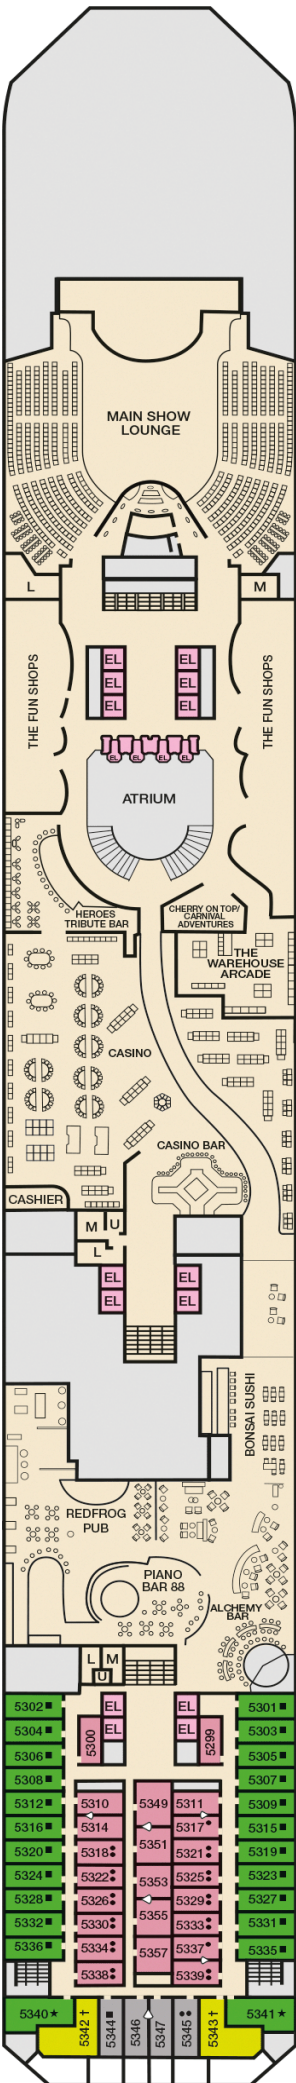 MAIN SHOW
LOUNGE
L
M
THE FUN SHOPS
THE FUN SHOPS
EL EL
EL EL
EL EL
EL EL EL EL
ATRIUM
HEROES
TRIBUTE BAR
CHERRY ON TOP/
CARNIVAL
ADVENTURES
THE
WAREHOUSE
ARCADE
CASINO
CASINO BAR
CASHIER
M U
L
EL EL
EL EL
BONSAI SUSHI
REDFROG
PUB
PIANO
BAR 88
ALCHEMY
BAR
L M
U
5302■ EL EL 5301■
5304■ 5300 EL EL 5299 5303■
5306■ 5305■
5308■ 5307■
5312■ 5310 5349 5311 5309■
5316■ 5314 5317• 5315■
5320■ 5318 5351 5321 5319■
5324■ 5322 5353 5325 5323■
5328■ 5326 5329 5327■
5332■ 5330 5355 5333 5331■
5336■ 5334 5357 5337 5335■
5338 5339
5340★ 5342† 5344■ 5346 5347 5345 5343† 5341★